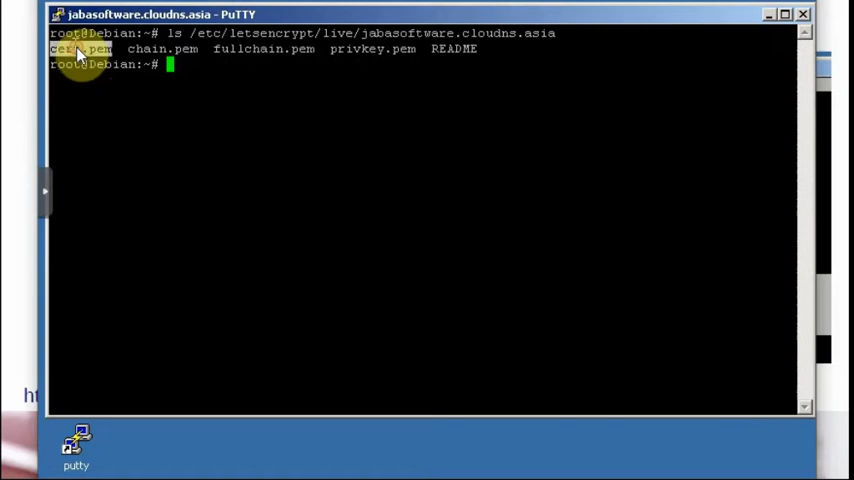 jabasoftware.cloudns.asia - PuTTY
root@Debian:~# ls /etc/letsencrypt/live/jabasoftware.cloudns.asia
cert.pem chain.pem fullchain.pem privkey.pem README
root@Debian:~#
ht
putty